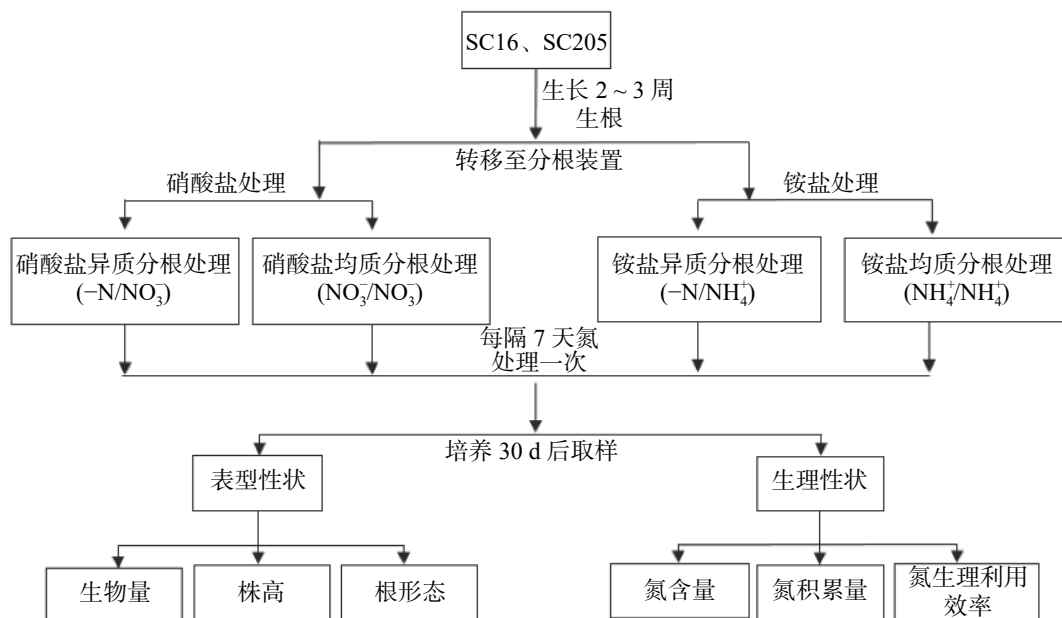 SC16、SC205
生长 2 ~ 3 周
生根
转移至分根装置
硝酸盐处理
铵盐处理
硝酸盐异质分根处理
(−N/NO₃⁻)
硝酸盐均质分根处理
(NO₃⁻/NO₃⁻)
铵盐异质分根处理
(−N/NH₄⁺)
铵盐均质分根处理
(NH₄⁺/NH₄⁺)
每隔 7 天氮
处理一次
培养 30 d 后取样
表型性状
生理性状
生物量
株高
根形态
氮含量
氮积累量
氮生理利用
效率